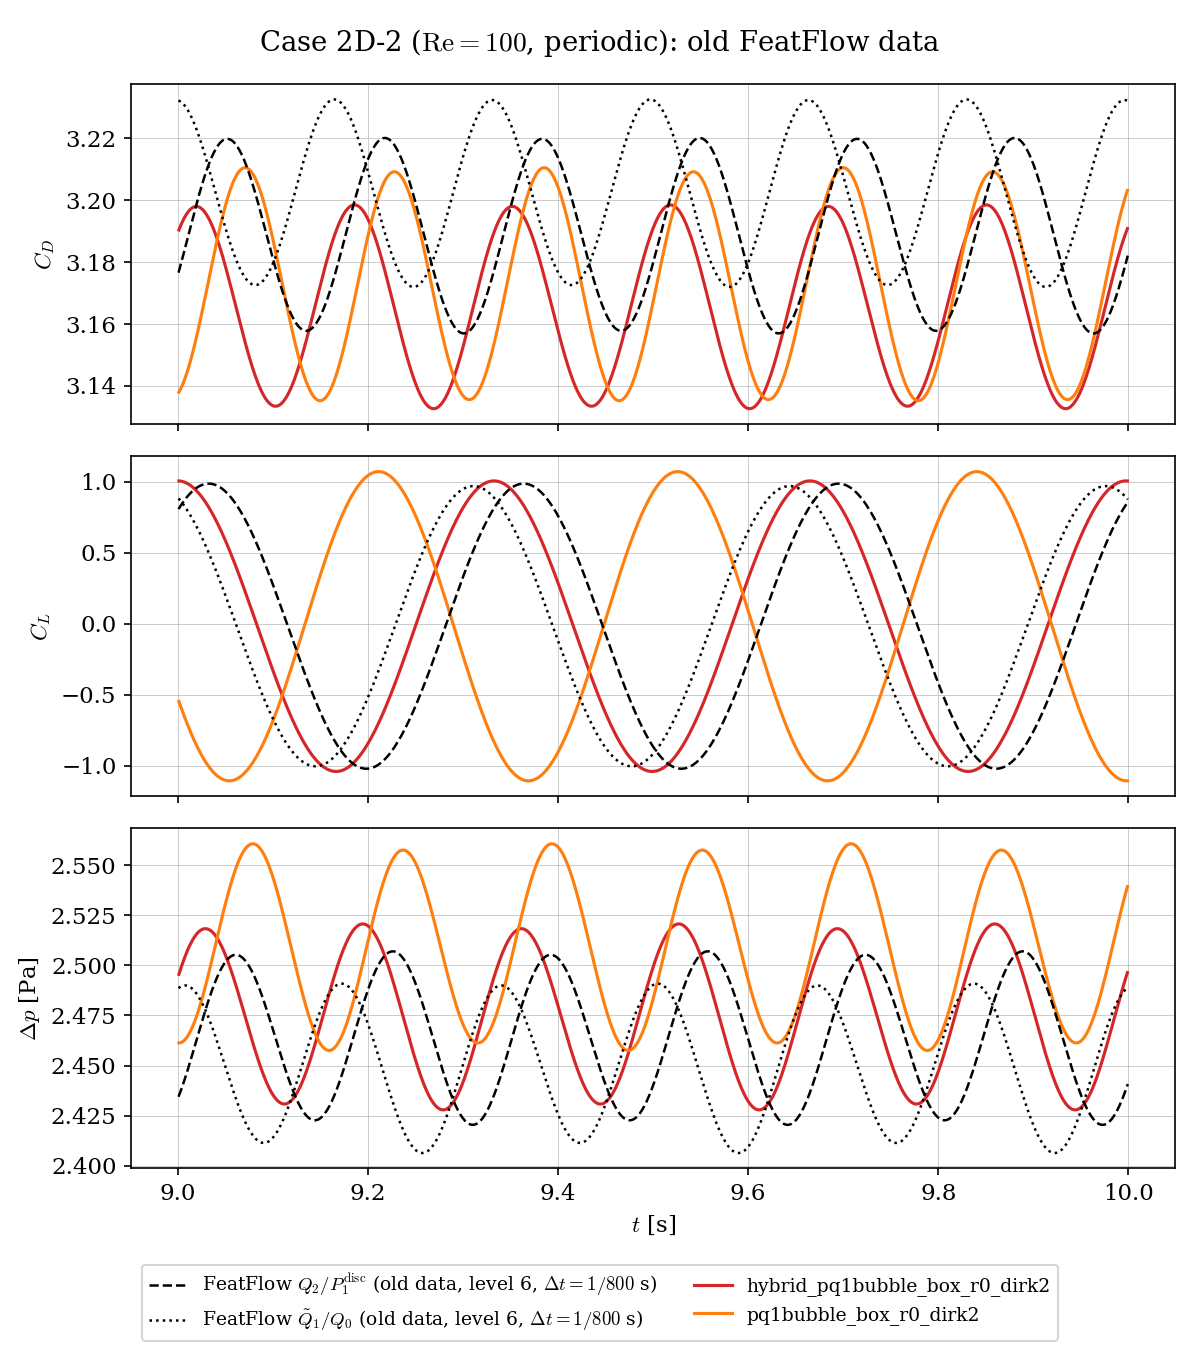 Case 2D-2 (Re = 100, periodic): old FeatFlow data
3.22
3.20
3.18
3.16
3.14
C_D
1.0
0.5
0.0
−0.5
−1.0
C_L
2.550
2.525
2.500
2.475
2.450
2.425
2.400
Δp [Pa]
9.0 9.2 9.4 9.6 9.8 10.0
t [s]
FeatFlow Q_2/P_1^disc (old data, level 6, Δt = 1/800 s)
FeatFlow Q̃_1/Q_0 (old data, level 6, Δt = 1/800 s)
hybrid_pq1bubble_box_r0_dirk2
pq1bubble_box_r0_dirk2